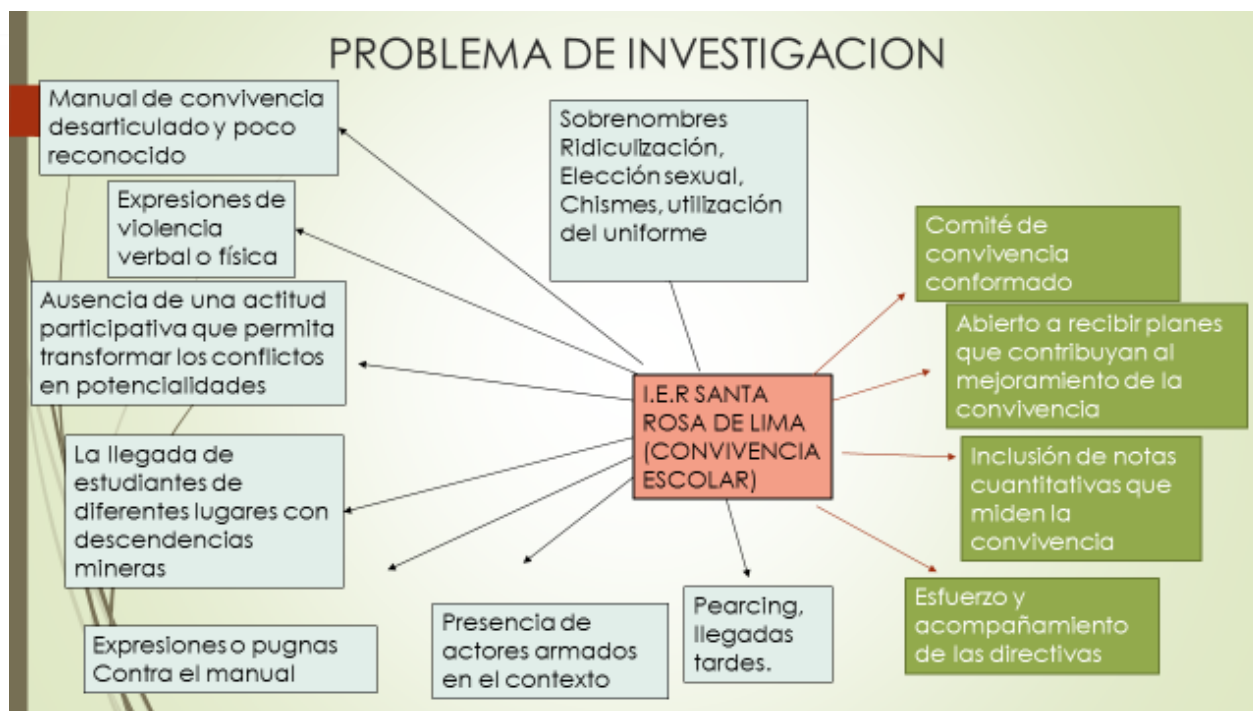 PROBLEMA DE INVESTIGACION
Manual de convivencia
desarticulado y poco
reconocido
Sobrenombres
Ridiculización,
Elección sexual,
Chismes, utilización
del uniforme
Expresiones de
violencia
verbal o física
Comité de
convivencia
conformado
Ausencia de una actitud
participativa que permita
transformar los conflictos
en potencialidades
Abierto a recibir planes
que contribuyan al
mejoramiento de la
convivencia
I.E.R SANTA
ROSA DE LIMA
(CONVIVENCIA
ESCOLAR)
La llegada de
estudiantes de
diferentes lugares con
descendencias
mineras
Inclusión de notas
cuantitativas que
miden la
convivencia
Expresiones o pugnas
Contra el manual
Presencia de
actores armados
en el contexto
Pearcing,
llegadas
tardes.
Esfuerzo y
acompañamiento
de las directivas